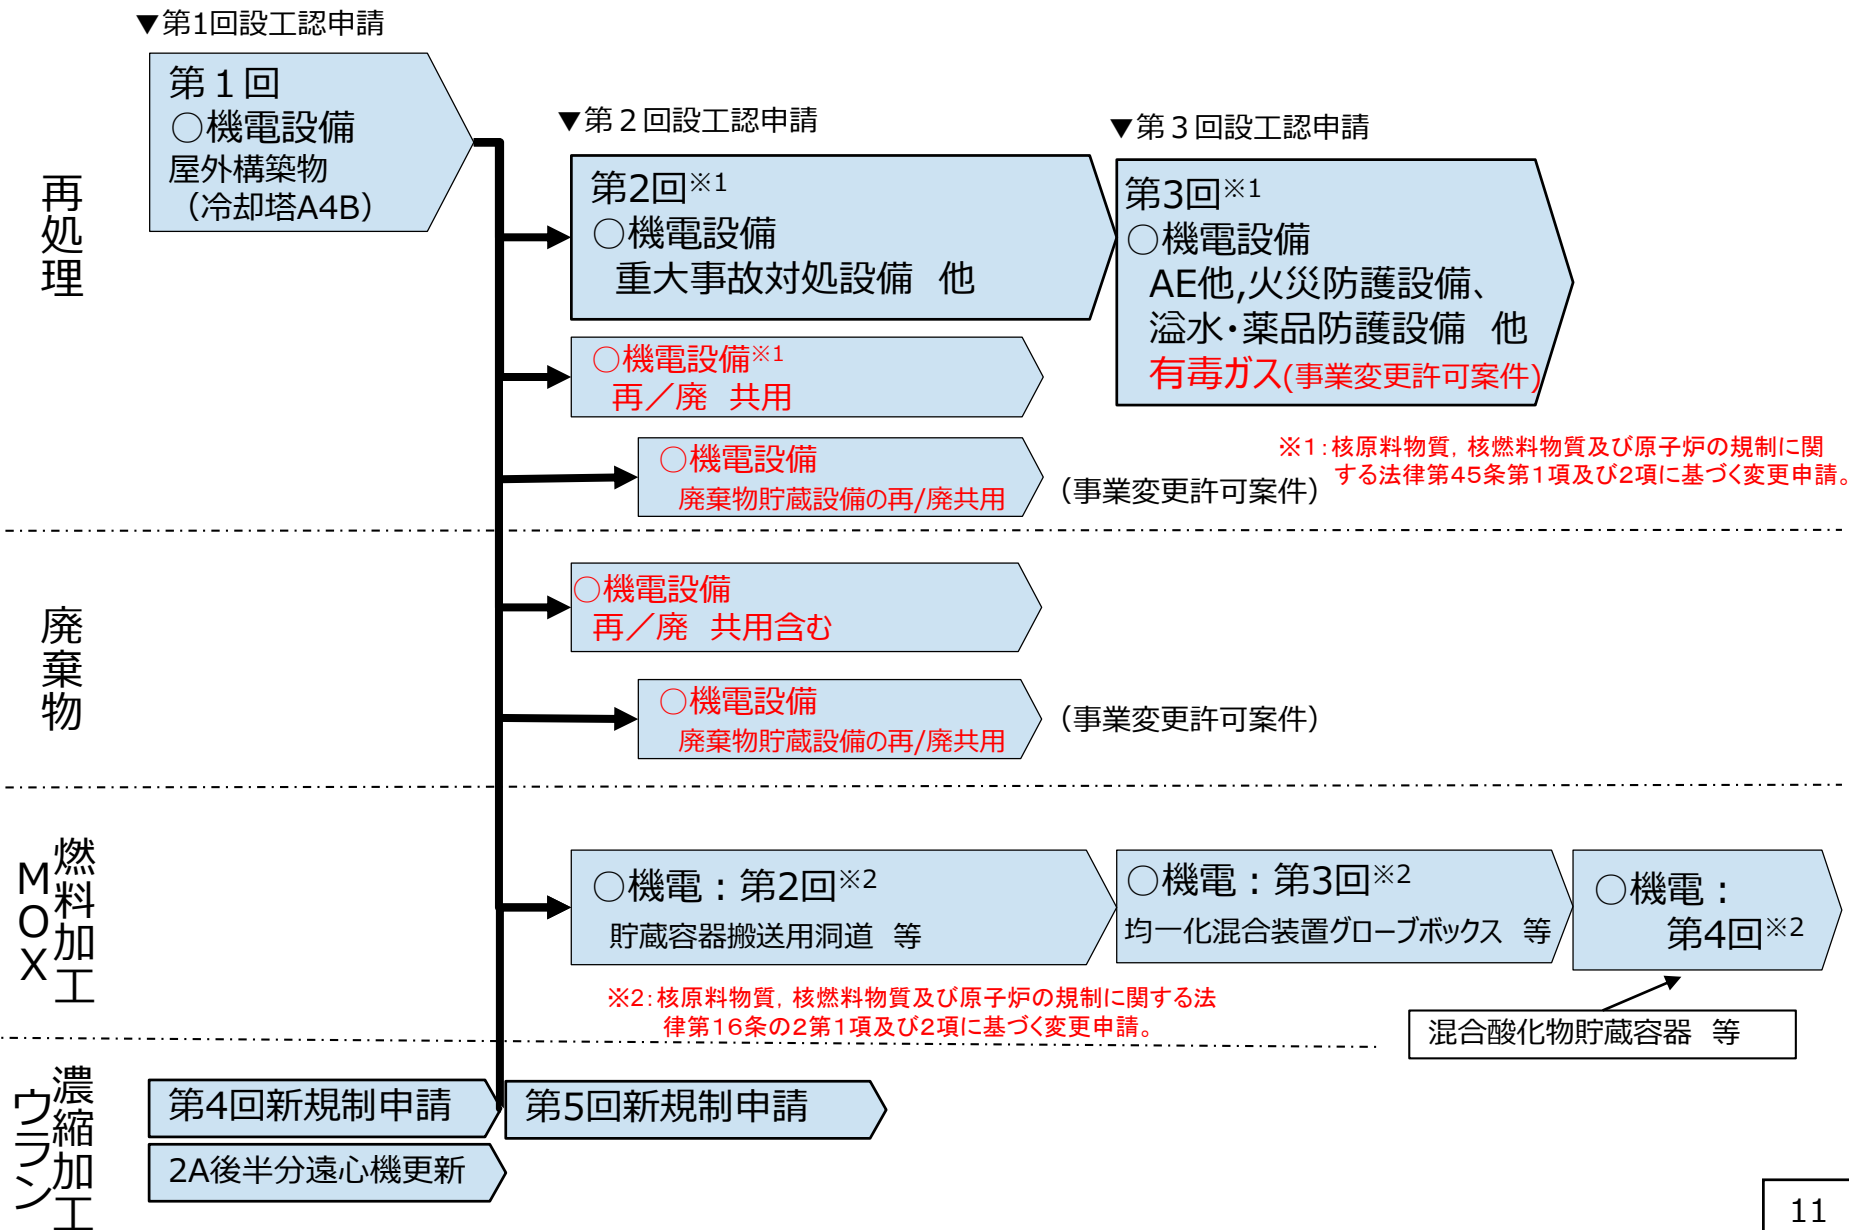 ▼第1回設工認申請
第１回
○機電設備
屋外構築物
（冷却塔A4B）
▼第２回設工認申請
第2回※1
○機電設備
重大事故対処設備　他
▼第３回設工認申請
第3回※1
○機電設備
AE他,火災防護設備、
溢水・薬品防護設備　他
有毒ガス(事業変更許可案件)
再処理
○機電設備※1
再／廃　共用
○機電設備
廃棄物貯蔵設備の再/廃共用
（事業変更許可案件）
※1：核原料物質，核燃料物質及び原子炉の規制に関
する法律第45条第1項及び2項に基づく変更申請。
廃棄物
○機電設備
再／廃　共用含む
○機電設備
廃棄物貯蔵設備の再/廃共用
（事業変更許可案件）
MOX
燃料加工
○機電：第2回※2
貯蔵容器搬送用洞道　等
○機電：第3回※2
均一化混合装置グローブボックス　等
○機電：
第4回※2
※2：核原料物質，核燃料物質及び原子炉の規制に関する法
律第16条の2第1項及び2項に基づく変更申請。
混合酸化物貯蔵容器　等
ウラン
濃縮加工
第4回新規制申請
第5回新規制申請
2A後半分遠心機更新
11